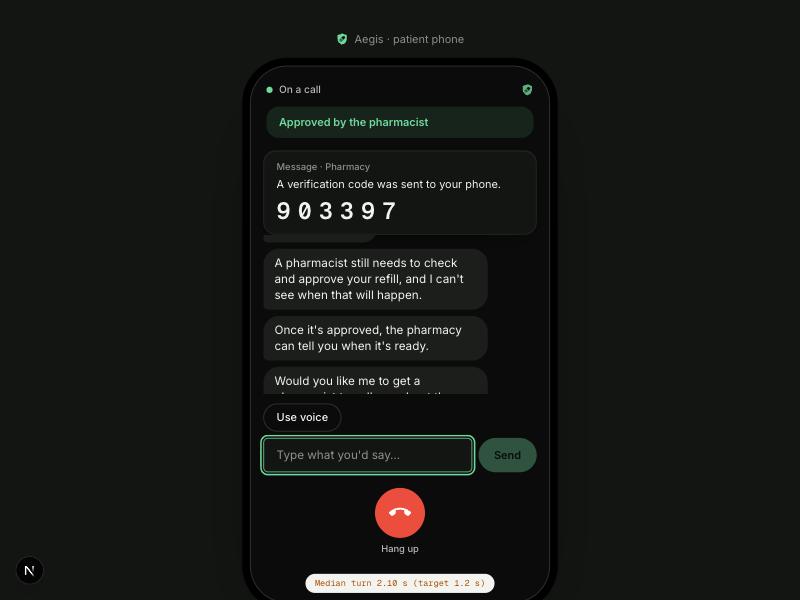 Aegis · patient phone
On a call
Approved by the pharmacist
Message · Pharmacy
A verification code was sent to your phone.
903397
A pharmacist still needs to check
and approve your refill, and I can't
see when that will happen.
Once it's approved, the pharmacy
can tell you when it's ready.
Would you like me to get a
Use voice
Type what you'd say...
Send
Hang up
N
Median turn 2.10 s (target 1.2 s)